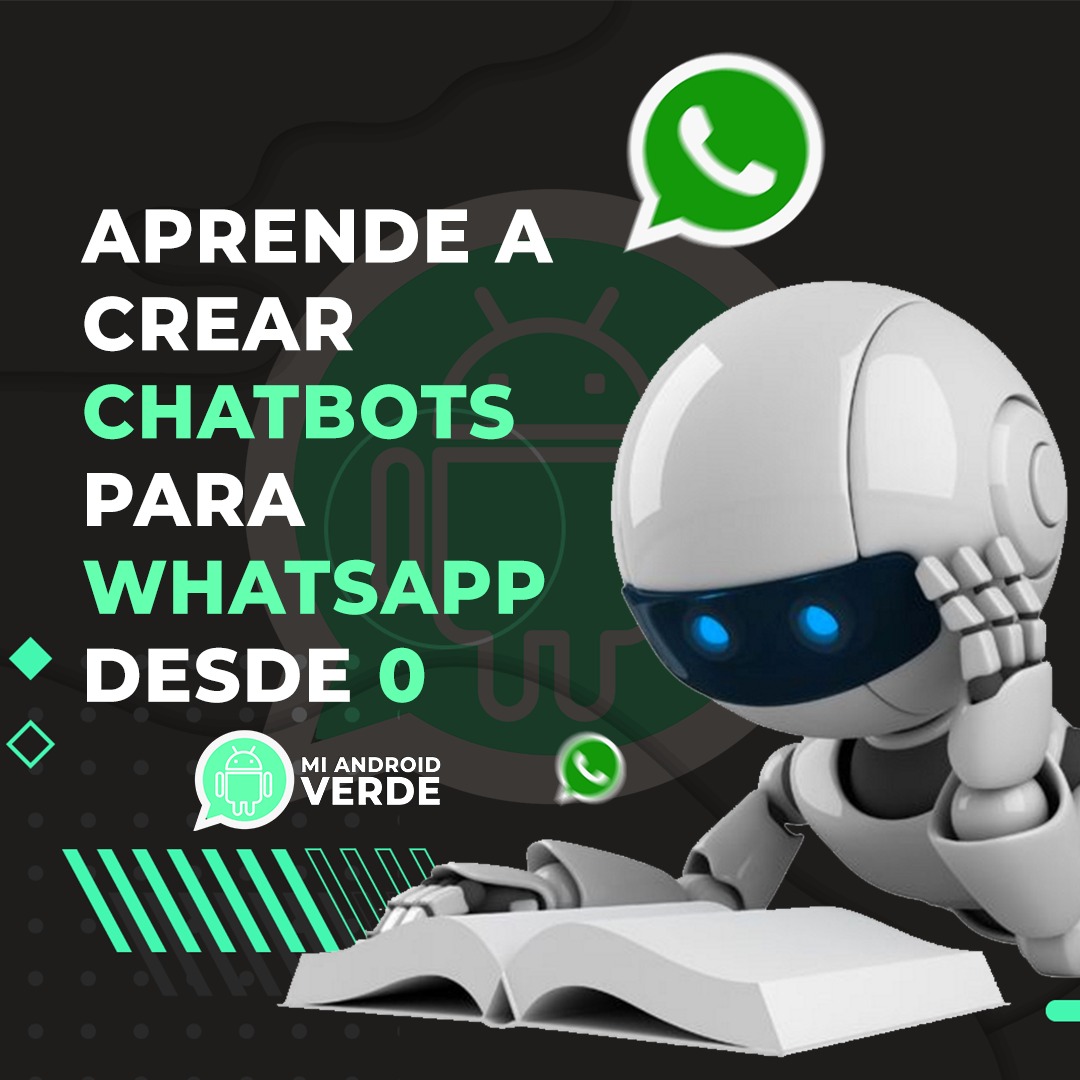 APRENDE A
CREAR
CHATBOTS
PARA
WHATSAPP
DESDE 0
MI ANDROID
VERDE